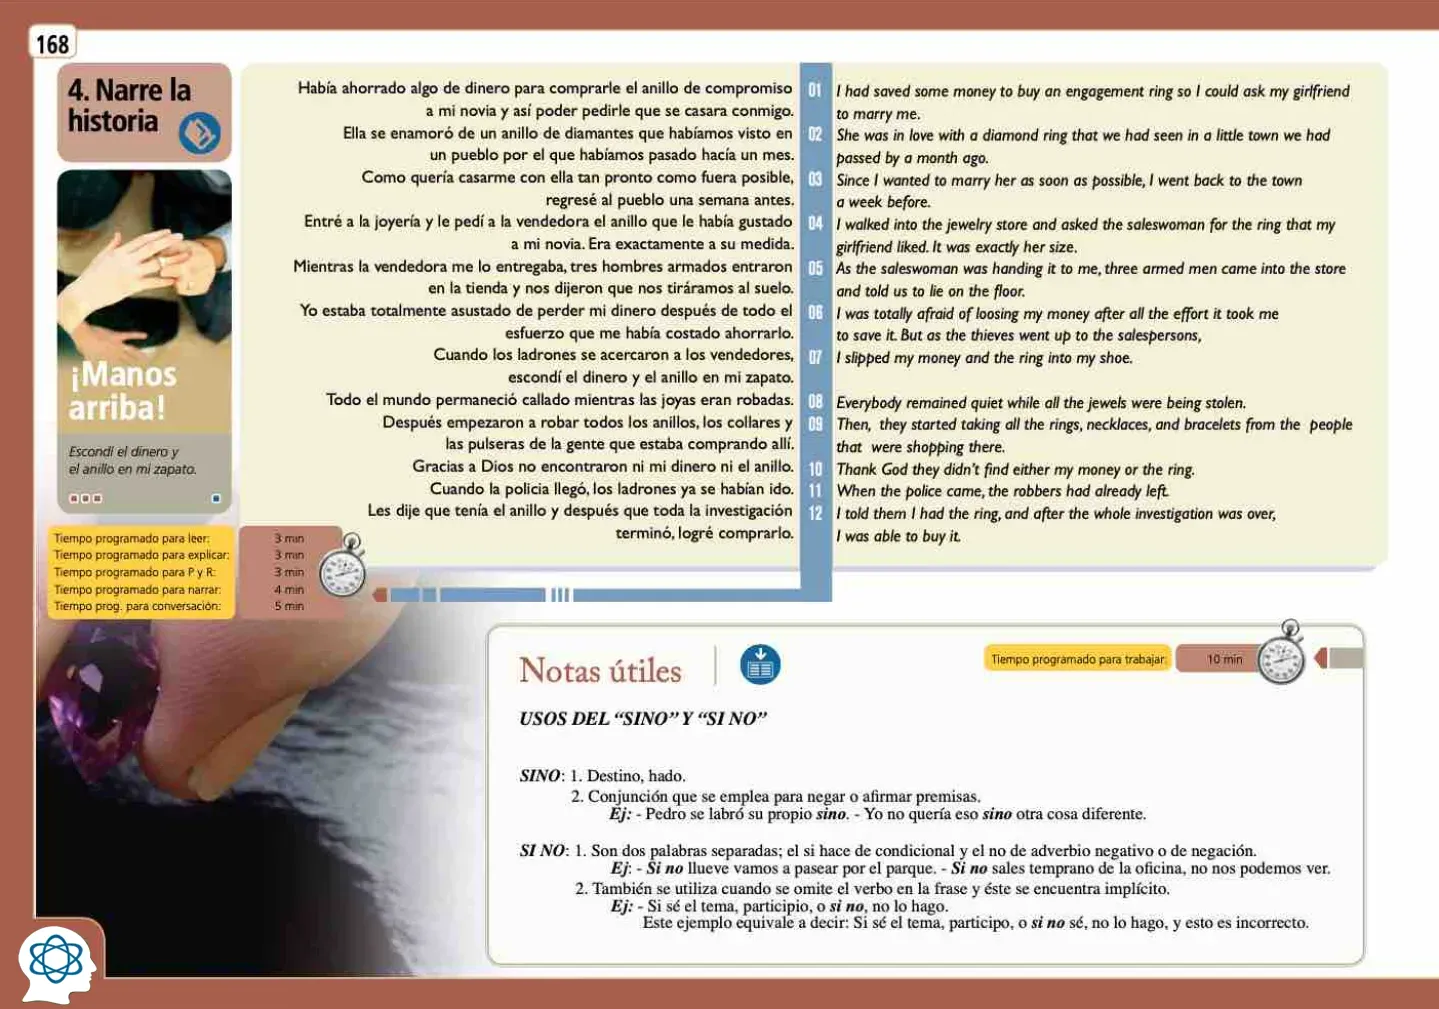 168
4. Narre la
historia
¡Manos
arriba!
Escondí el dinero y
el anillo en mi zapato.
Tiempo programado para leer: 3 min
Tiempo programado para explicar: 3 min
Tiempo programado para P y R: 3 min
Tiempo programado para narrar: 4 min
Tiempo prog. para conversación: 5 min
Había ahorrado algo de dinero para comprarle el anillo de compromiso
a mi novia y así poder pedirle que se casara conmigo.
Ella se enamoró de un anillo de diamantes que habíamos visto en
un pueblo por el que habíamos pasado hacía un mes.
Como quería casarme con ella tan pronto como fuera posible,
regresé al pueblo una semana antes.
Entré a la joyería y le pedí a la vendedora el anillo que le había gustado
a mi novia. Era exactamente a su medida.
Mientras la vendedora me lo entregaba, tres hombres armados entraron
en la tienda y nos dijeron que nos tiráramos al suelo.
Yo estaba totalmente asustado de perder mi dinero después de todo el
esfuerzo que me había costado ahorrarlo.
Cuando los ladrones se acercaron a los vendedores,
escondí el dinero y el anillo en mi zapato.
Todo el mundo permaneció callado mientras las joyas eran robadas.
Después empezaron a robar todos los anillos, los collares y
las pulseras de la gente que estaba comprando allí.
Gracias a Dios no encontraron ni mi dinero ni el anillo.
Cuando la policia llegó, los ladrones ya se habían ido.
Les dije que tenía el anillo y después que toda la investigación
terminó, logré comprarlo.
01 I had saved some money to buy an engagement ring so I could ask my girlfriend
to marry me.
02 She was in love with a diamond ring that we had seen in a little town we had
passed by a month ago.
03 Since I wanted to marry her as soon as possible, I went back to the town
a week before.
04 I walked into the jewelry store and asked the saleswoman for the ring that my
girlfriend liked. It was exactly her size.
05 As the saleswoman was handing it to me, three armed men came into the store
and told us to lie on the floor.
06 I was totally afraid of loosing my money after all the effort it took me
to save it. But as the thieves went up to the salespersons,
07 I slipped my money and the ring into my shoe.
08 Everybody remained quiet while all the jewels were being stolen.
09 Then, they started taking all the rings, necklaces, and bracelets from the people
that were shopping there.
10 Thank God they didn't find either my money or the ring.
11 When the police came, the robbers had already left.
12 I told them I had the ring, and after the whole investigation was over,
I was able to buy it.
Notas útiles
Tiempo programado para trabajar: 10 min
USOS DEL “SINO” Y “SI NO”
SINO: 1. Destino, hado.
2. Conjunción que se emplea para negar o afirmar premisas.
Ej: - Pedro se labró su propio sino. - Yo no quería eso sino otra cosa diferente.
SI NO: 1. Son dos palabras separadas; el si hace de condicional y el no de adverbio negativo o de negación.
Ej: - Si no llueve vamos a pasear por el parque. - Si no sales temprano de la oficina, no nos podemos ver.
2. También se utiliza cuando se omite el verbo en la frase y éste se encuentra implícito.
Ej: - Si sé el tema, participio, o si no, no lo hago.
Este ejemplo equivale a decir: Si sé el tema, participo, o si no sé, no lo hago, y esto es incorrecto.